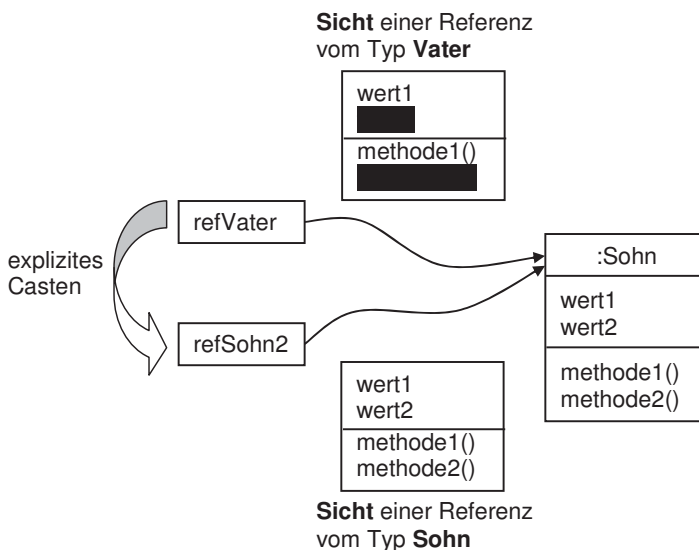 Sicht einer Referenz
vom Typ Vater
wert1
methode1()
refVater
explizites
Casten
refSohn2
:Sohn
wert1
wert2
methode1()
methode2()
wert1
wert2
methode1()
methode2()
Sicht einer Referenz
vom Typ Sohn